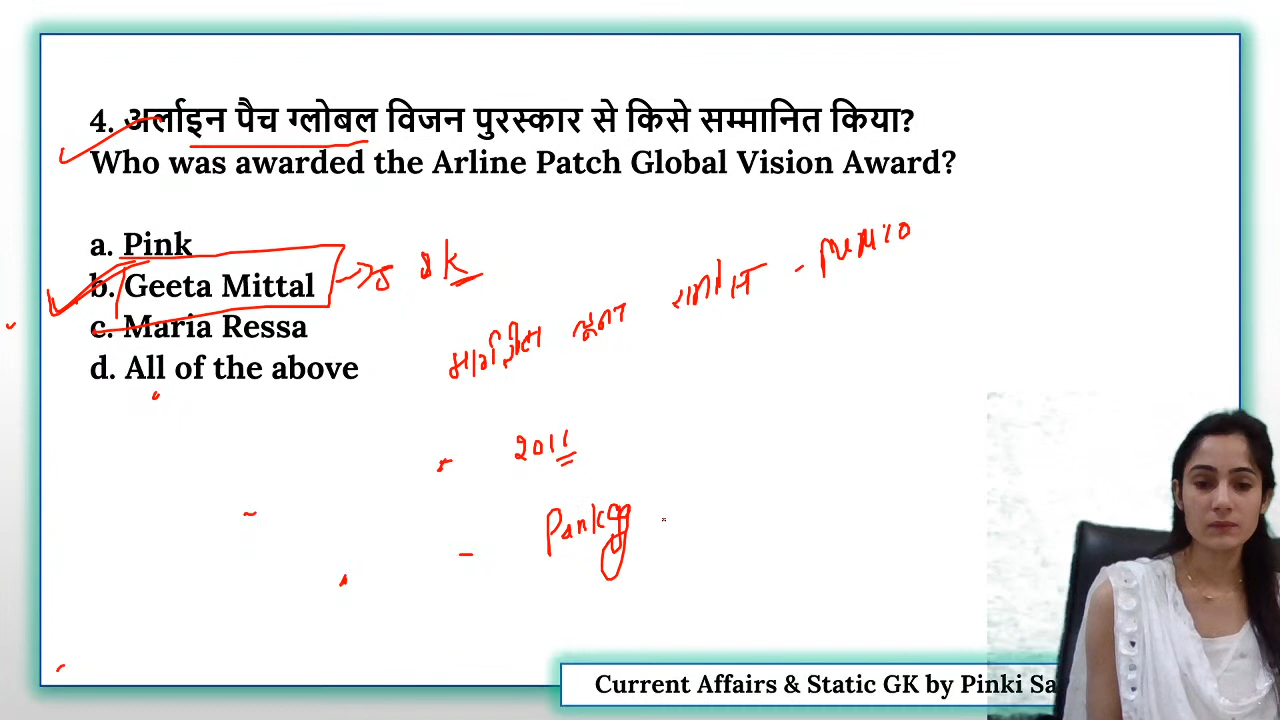 4. अर्लाइन पैच ग्लोबल विजन पुरस्कार से किसे सम्मानित किया?
Who was awarded the Arline Patch Global Vision Award?
a. Pink
b. Geeta Mittal
c. Maria Ressa
d. All of the above
2011
Current Affairs & Static GK by Pinki Sa